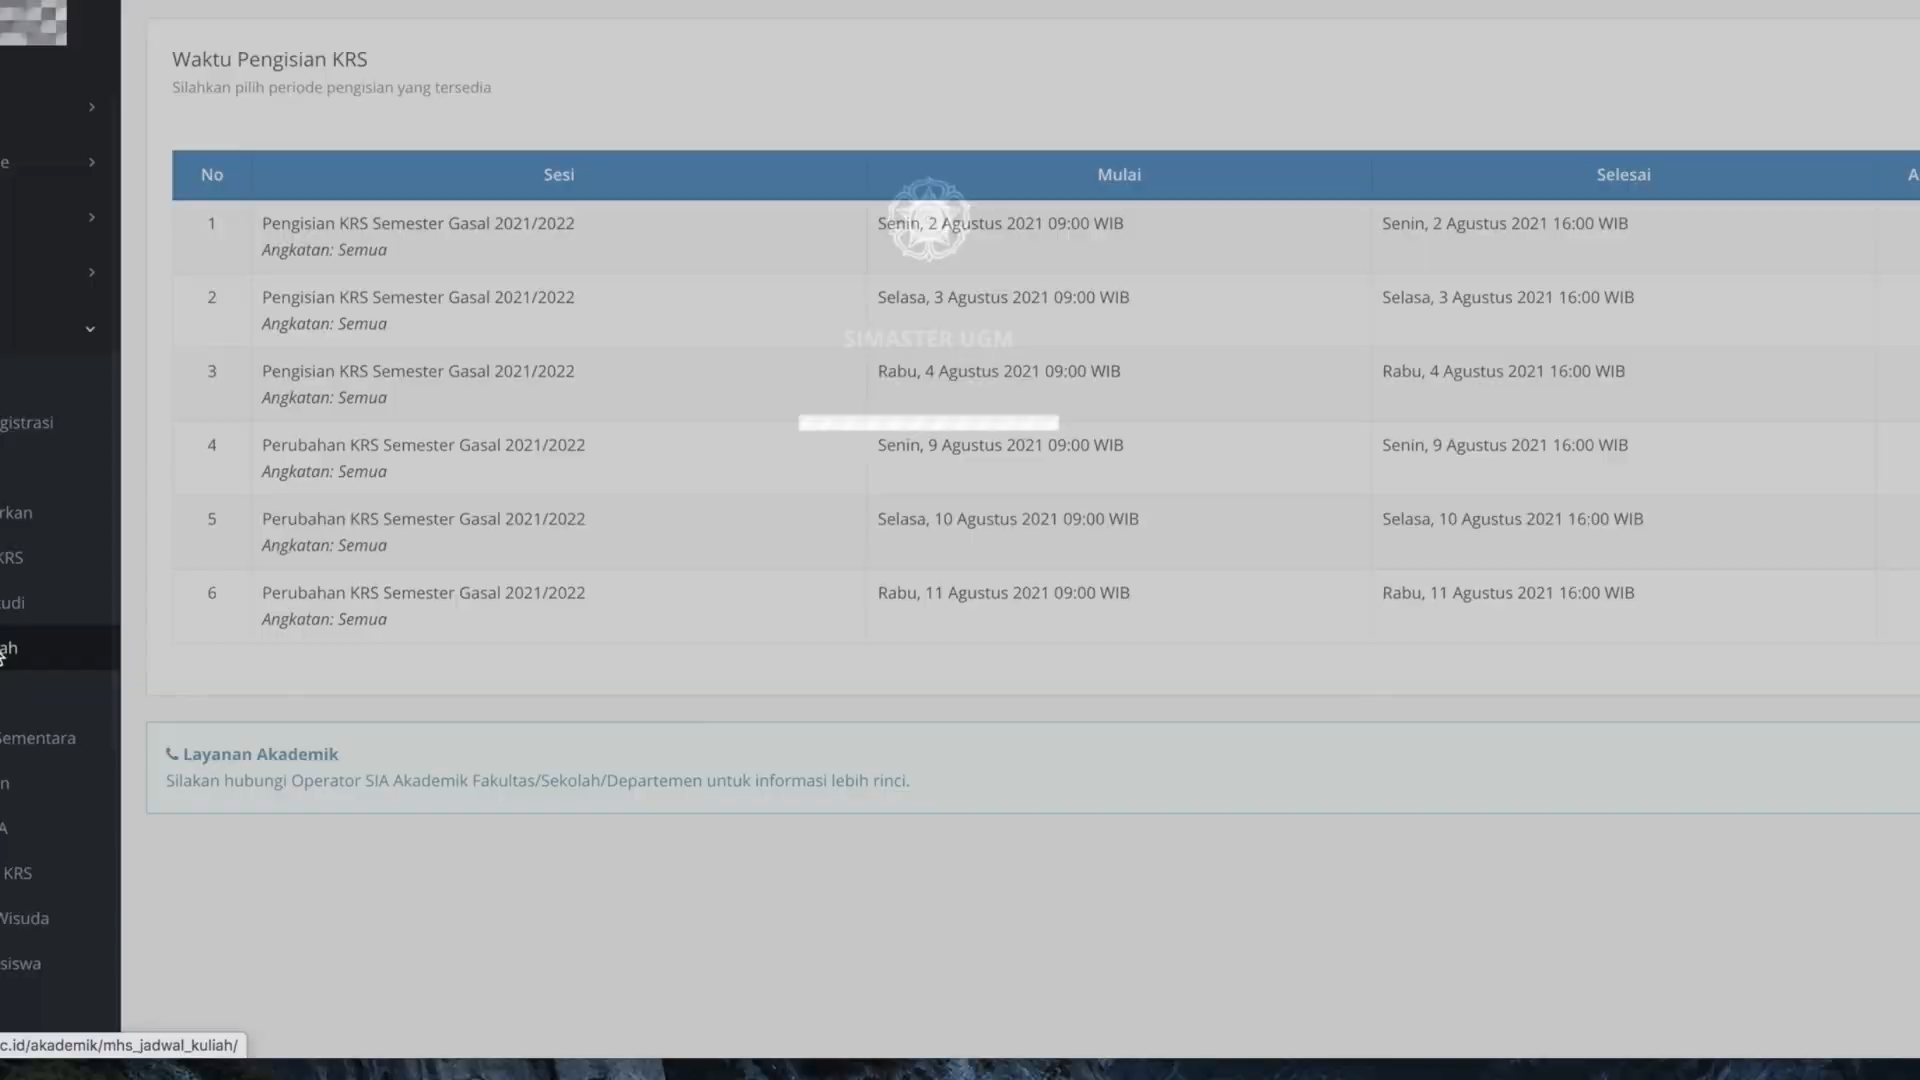 Waktu Pengisian KRS
Silahkan pilih periode pengisian yang tersedia
No Sesi Mulai Selesai A
1 Pengisian KRS Semester Gasal 2021/2022 Senin, 2 Agustus 2021 09:00 WIB Senin, 2 Agustus 2021 16:00 WIB
Angkatan: Semua
2 Pengisian KRS Semester Gasal 2021/2022 Selasa, 3 Agustus 2021 09:00 WIB Selasa, 3 Agustus 2021 16:00 WIB
Angkatan: Semua
SIMASTER UGM
3 Pengisian KRS Semester Gasal 2021/2022 Rabu, 4 Agustus 2021 09:00 WIB Rabu, 4 Agustus 2021 16:00 WIB
Angkatan: Semua
4 Perubahan KRS Semester Gasal 2021/2022 Senin, 9 Agustus 2021 09:00 WIB Senin, 9 Agustus 2021 16:00 WIB
Angkatan: Semua
5 Perubahan KRS Semester Gasal 2021/2022 Selasa, 10 Agustus 2021 09:00 WIB Selasa, 10 Agustus 2021 16:00 WIB
Angkatan: Semua
6 Perubahan KRS Semester Gasal 2021/2022 Rabu, 11 Agustus 2021 09:00 WIB Rabu, 11 Agustus 2021 16:00 WIB
Angkatan: Semua
Layanan Akademik
Silakan hubungi Operator SIA Akademik Fakultas/Sekolah/Departemen untuk informasi lebih rinci.
e
gistrasi
rkan
KRS
udi
ah
Sementara
n
A
KRS
Wisuda
siswa
c.id/akademik/mhs_jadwal_kuliah/